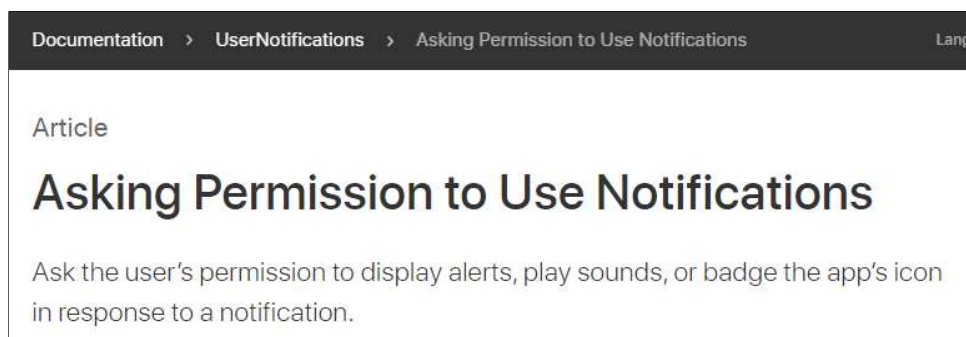 Documentation > UserNotifications > Asking Permission to Use Notifications Lang
Article
Asking Permission to Use Notifications
Ask the user's permission to display alerts, play sounds, or badge the app's icon
in response to a notification.